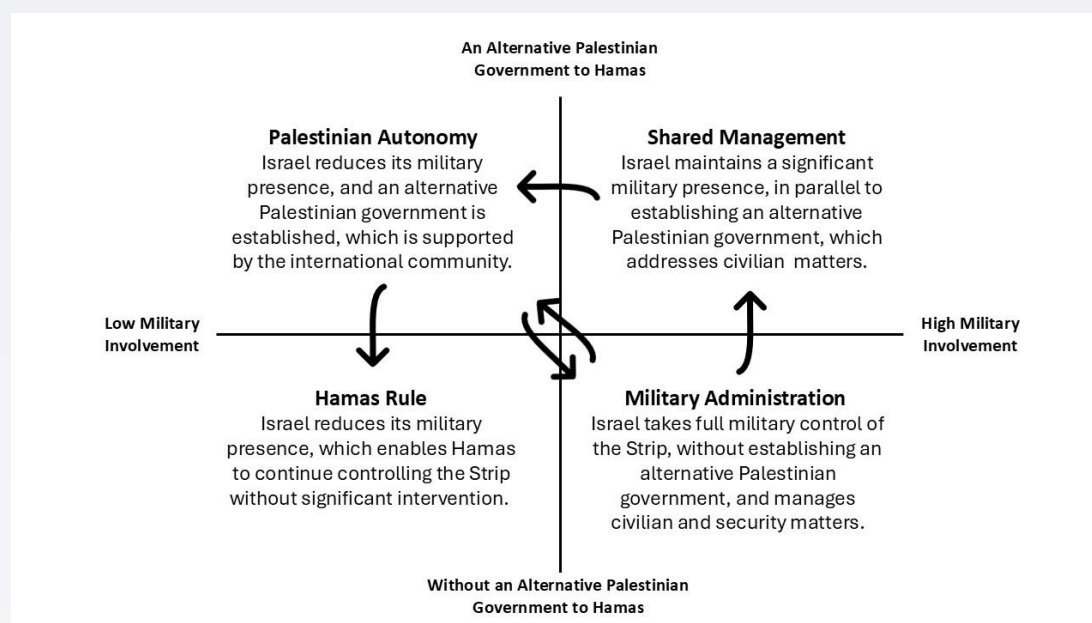 An Alternative Palestinian
Government to Hamas
Palestinian Autonomy
Israel reduces its military
presence, and an alternative
Palestinian government is
established, which is supported
by the international community.
Shared Management
Israel maintains a significant
military presence, in parallel to
establishing an alternative
Palestinian government, which
addresses civilian  matters.
Low Military
Involvement
High Military
Involvement
Hamas Rule
Israel reduces its military
presence, which enables Hamas
to continue controlling the Strip
without significant intervention.
Military Administration
Israel takes full military control of
the Strip, without establishing an
alternative Palestinian
government, and manages
civilian and security matters.
Without an Alternative Palestinian
Government to Hamas